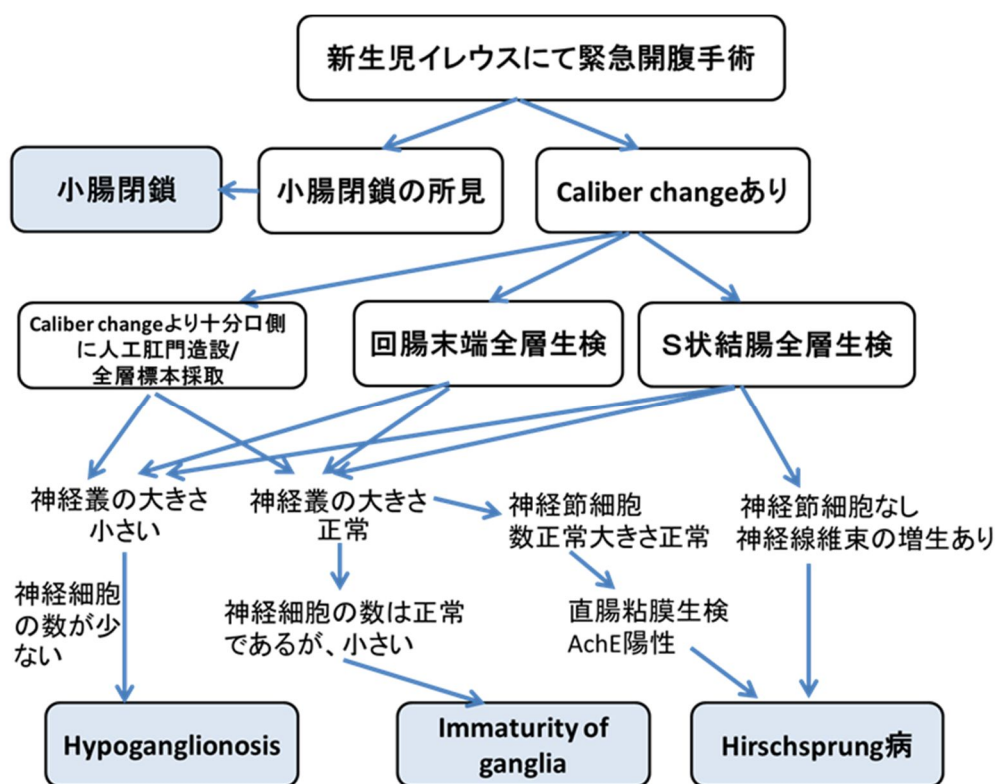 新生児イレウスにて緊急開腹手術
小腸閉鎖
小腸閉鎖の所見
Caliber changeあり
Caliber changeより十分口側
に人工肛門造設/
全層標本採取
回腸末端全層生検
S状結腸全層生検
神経叢の大きさ
小さい
神経叢の大きさ
正常
神経節細胞
数正常大きさ正常
神経節細胞なし
神経線維束の増生あり
神経細胞
の数が少
ない
神経細胞の数は正常
であるが、小さい
直腸粘膜生検
AchE陽性
Hypoganglionosis
Immaturity of
ganglia
Hirschsprung病